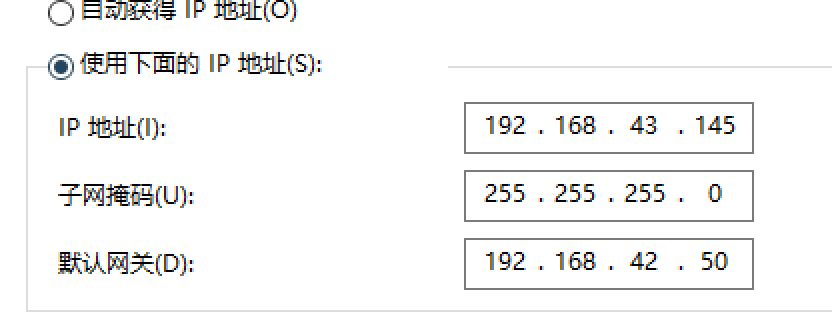 自动获得 IP 地址(O)
使用下面的 IP 地址(S):
IP 地址(I): 192 . 168 . 43 . 145
子网掩码(U): 255 . 255 . 255 . 0
默认网关(D): 192 . 168 . 42 . 50